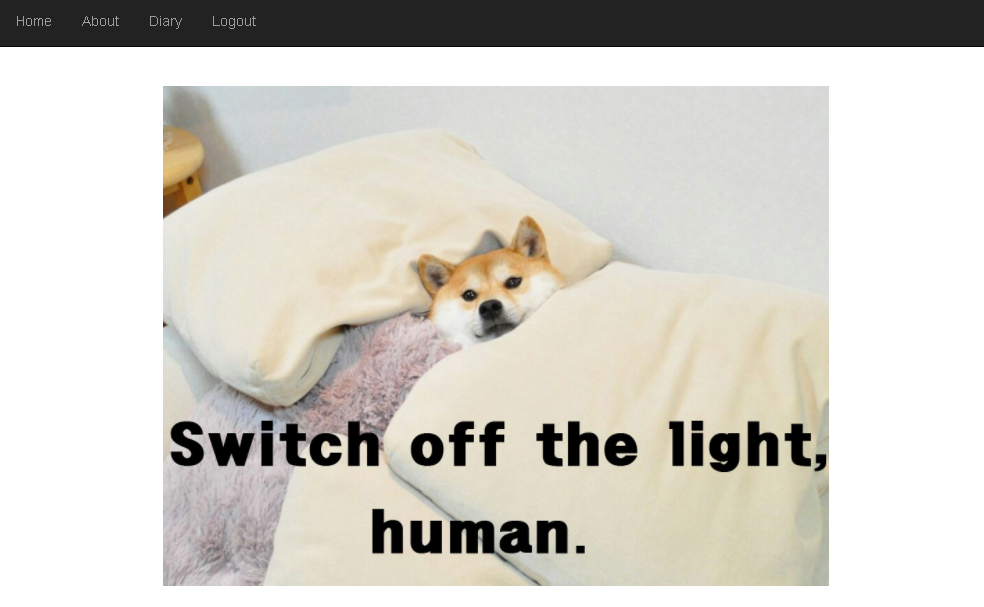 Home About Diary Logout
Switch off the light,
human.